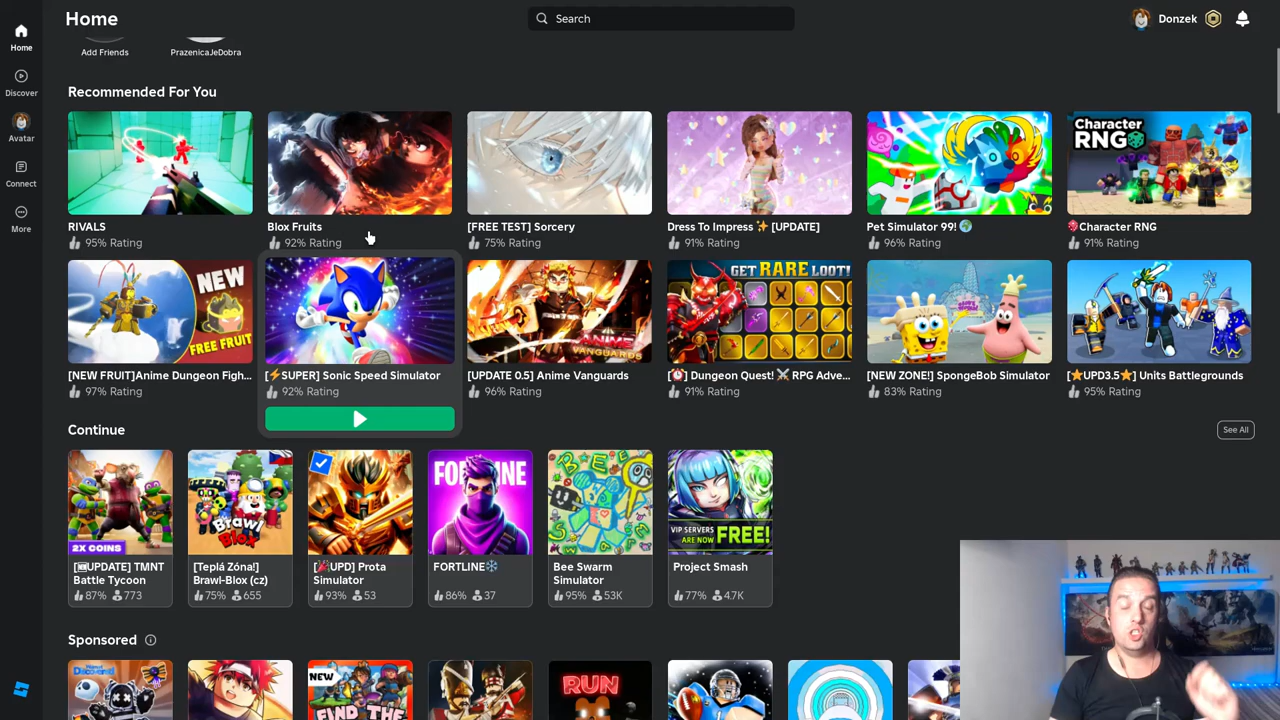 Home
Search
Donzek
Home
Discover
Avatar
Connect
More
Add Friends
PrazenicaJeDobra
Recommended For You
Character
RNG
RIVALS
95% Rating
Blox Fruits
92% Rating
[FREE TEST] Sorcery
75% Rating
Dress To Impress ✨ [UPDATE]
91% Rating
Pet Simulator 99! 🌍
96% Rating
Character RNG
91% Rating
NEW
FREE FRUIT
ANIME
VANGUARDS
GET RARE LOOT!
[NEW FRUIT]Anime Dungeon Figh...
97% Rating
[⚡SUPER] Sonic Speed Simulator
92% Rating
[UPDATE 0.5] Anime Vanguards
96% Rating
[⏰] Dungeon Quest! ⚔️ RPG Adve...
91% Rating
[NEW ZONE!] SpongeBob Simulator
83% Rating
[⭐UPD3.5⭐] Units Battlegrounds
95% Rating
Continue
See All
2X COINS
Brawl
Blox
FORTLINE
BEE
SWARM
VIP SERVERS
ARE NOW FREE!
[UPDATE] TMNT
Battle Tycoon
87% 773
[Teplá Zóna!]
Brawl-Blox (cz)
75% 655
[🎉UPD] Prota
Simulator
93% 53
FORTLINE❄️
86% 37
Bee Swarm
Simulator
95% 53K
Project Smash
77% 4.7K
Sponsored
NEW
FIND THE
RUN